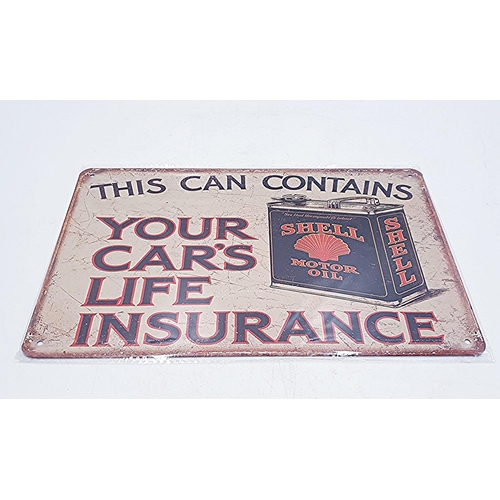 THIS CAN CONTAINS
YOUR
CAR'S
LIFE
INSURANCE
SHELL
MOTOR
OIL
SHELL